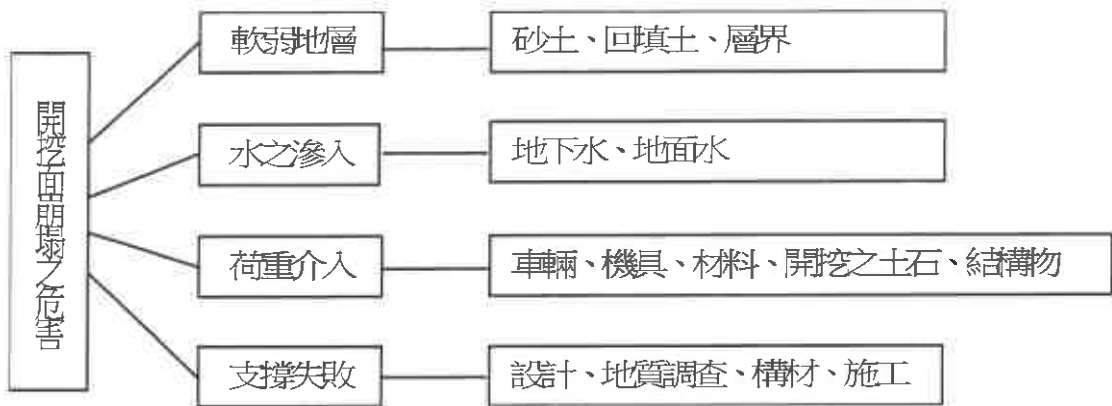 開挖面崩塌之危害
軟弱地層
砂土、回填土、層界
水之滲入
地下水、地面水
荷重介入
車輛、機具、材料、開挖之土石、結構物
支撐失敗
設計、地質調查、構材、施工